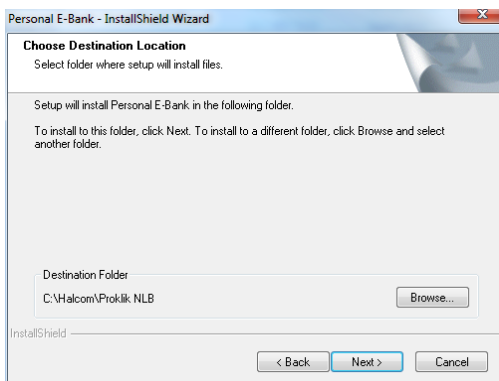 Personal E-Bank - InstallShield Wizard
Choose Destination Location
Select folder where setup will install files.
Setup will install Personal E-Bank in the following folder.
To install to this folder, click Next. To install to a different folder, click Browse and select
another folder.
Destination Folder
C:\Halcom\Proklik NLB
Browse...
InstallShield
< Back
Next >
Cancel